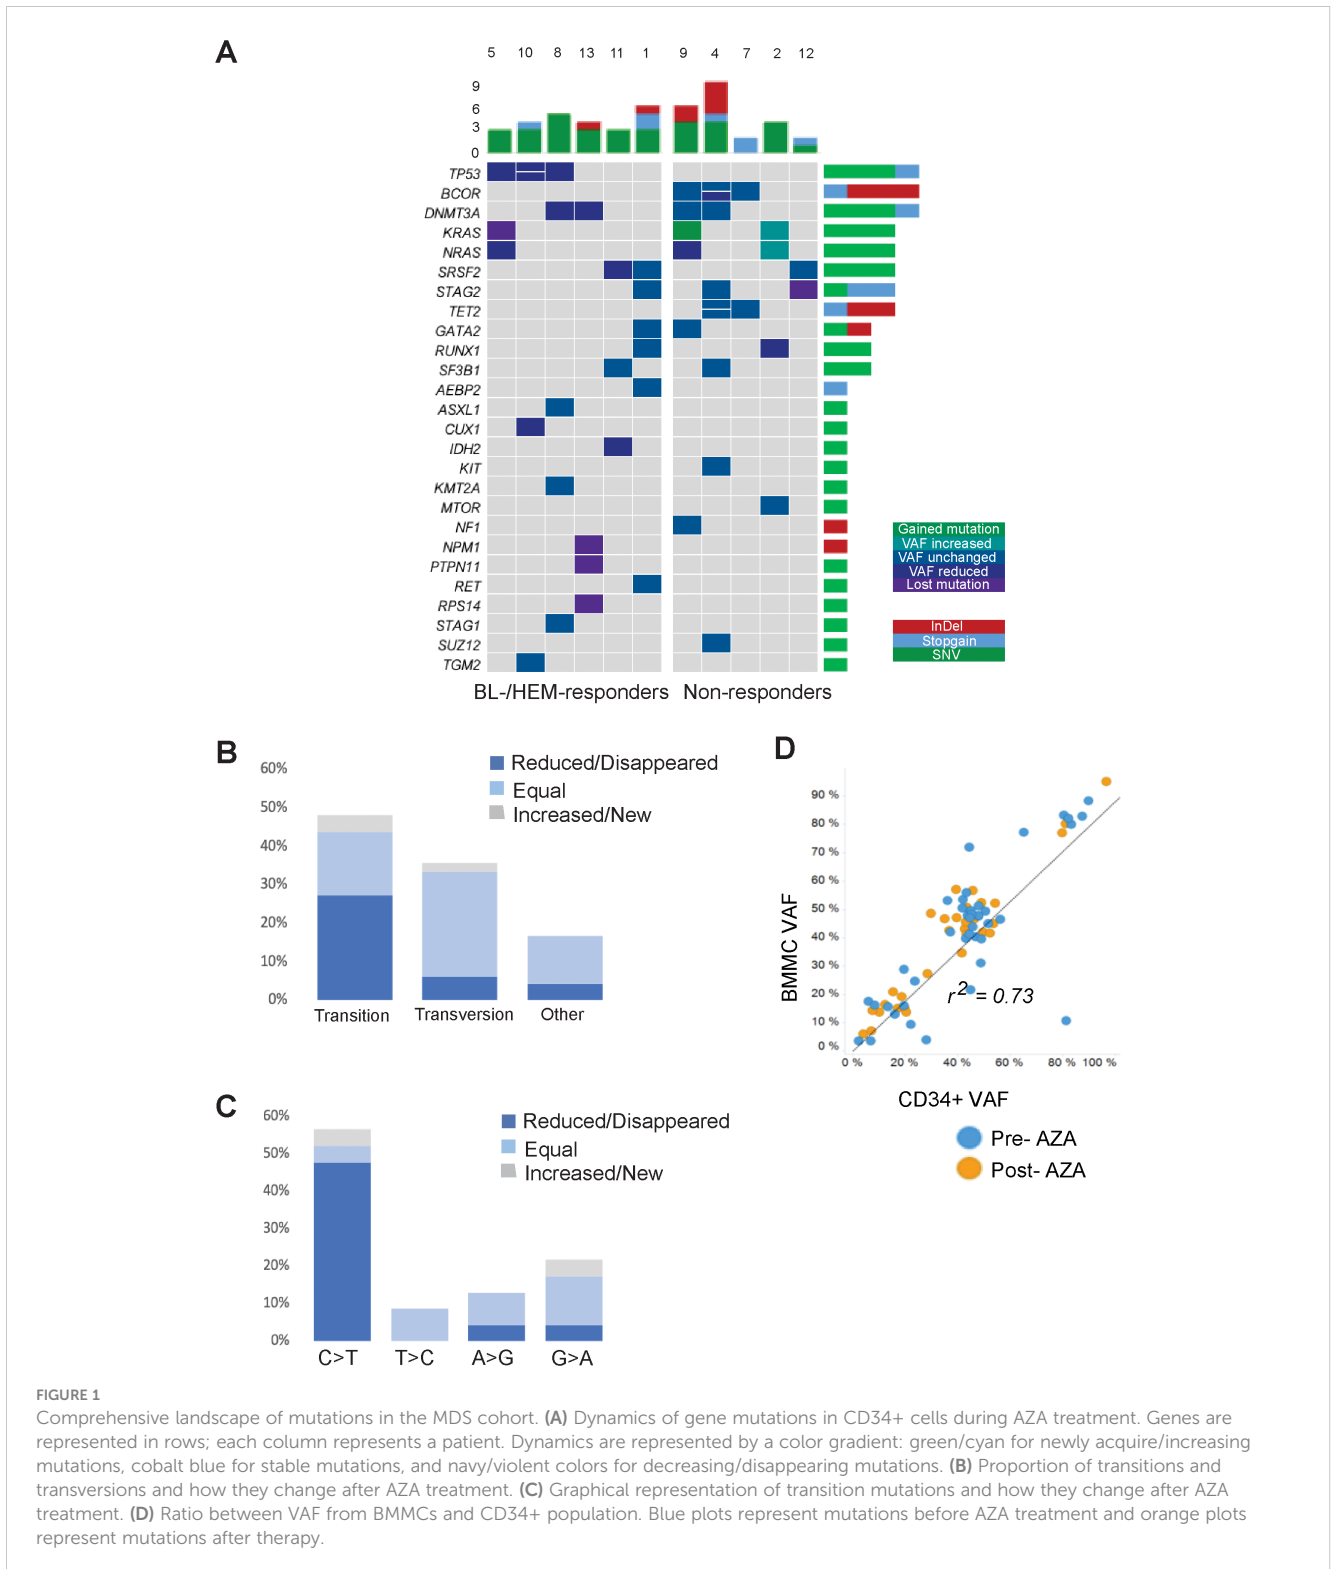 A
5 10 8 13 11 1 9 4 7 2 12
9
6
3
0
TP53
BCOR
DNMT3A
KRAS
NRAS
SRSF2
STAG2
TET2
GATA2
RUNX1
SF3B1
AEBP2
ASXL1
CUX1
IDH2
KIT
KMT2A
MTOR
NF1
NPM1
PTPN11
RET
RPS14
STAG1
SUZ12
TGM2
Gained mutation
VAF increased
VAF unchanged
VAF reduced
Lost mutation
InDel
Stopgain
SNV
BL-/HEM-responders Non-responders
B
60%
50%
40%
30%
20%
10%
0%
Reduced/Disappeared
Equal
Increased/New
Transition Transversion Other
D
BMMC VAF
90 %
80 %
70 %
60 %
50 %
40 %
30 %
20 %
10 %
0 %
r2 = 0.73
0 % 20 % 40 % 60 % 80 % 100 %
CD34+ VAF
Pre- AZA
Post- AZA
C
60%
50%
40%
30%
20%
10%
0%
Reduced/Disappeared
Equal
Increased/New
C>T T>C A>G G>A
FIGURE 1
Comprehensive landscape of mutations in the MDS cohort. (A) Dynamics of gene mutations in CD34+ cells during AZA treatment. Genes are
represented in rows; each column represents a patient. Dynamics are represented by a color gradient: green/cyan for newly acquire/increasing
mutations, cobalt blue for stable mutations, and navy/violent colors for decreasing/disappearing mutations. (B) Proportion of transitions and
transversions and how they change after AZA treatment. (C) Graphical representation of transition mutations and how they change after AZA
treatment. (D) Ratio between VAF from BMMCs and CD34+ population. Blue plots represent mutations before AZA treatment and orange plots
represent mutations after therapy.